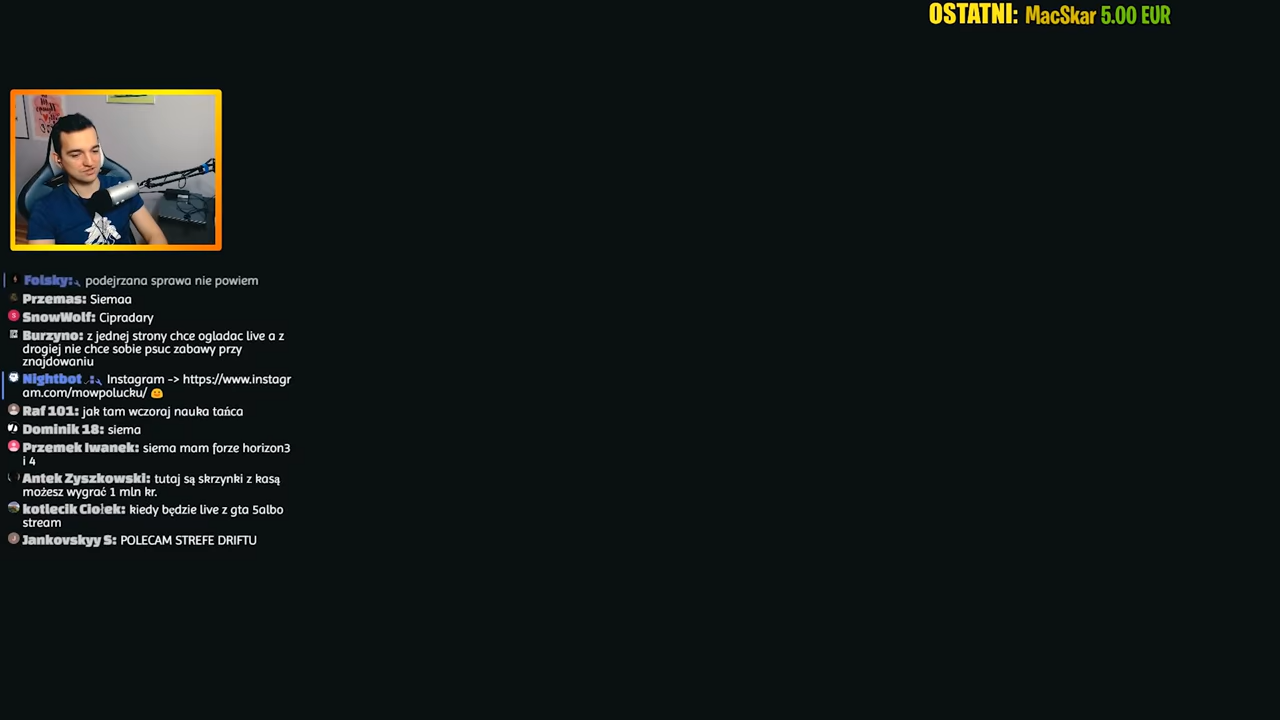 OSTATNI: MacSkar 5.00 EUR
Folsky: podejrzana sprawa nie powiem
Przemas: Siemaa
SnowWolf: Cipradary
Burzyno: z jednej strony chce ogladac live a z
drogiej nie chce sobie psuc zabawy przy
znajdowaniu
Nightbot : Instagram -> https://www.instagr
am.com/mowpolucku/
Raf 101: jak tam wczoraj nauka tańca
Dominik 18: siema
Przemek Iwanek: siema mam forze horizon3
i 4
Antek Zyszkowski: tutaj są skrzynki z kasą
możesz wygrać 1 mln kr.
kotlecik Ciołek: kiedy będzie live z gta 5albo
stream
Jankovskyy S: POLECAM STREFE DRIFTU